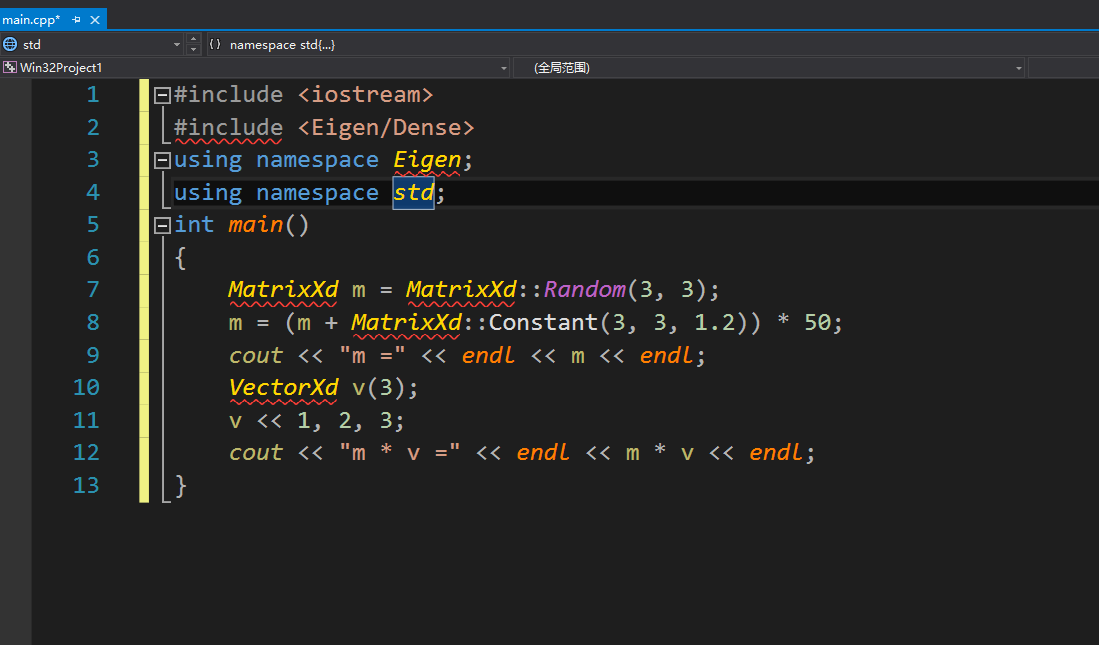 main.cpp*
std
{} namespace std{...}
Win32Project1
(全局范围)
1 #include <iostream>
2 #include <Eigen/Dense>
3 using namespace Eigen;
4 using namespace std;
5 int main()
6 {
7 MatrixXd m = MatrixXd::Random(3, 3);
8 m = (m + MatrixXd::Constant(3, 3, 1.2)) * 50;
9 cout << "m =" << endl << m << endl;
10 VectorXd v(3);
11 v << 1, 2, 3;
12 cout << "m * v =" << endl << m * v << endl;
13 }